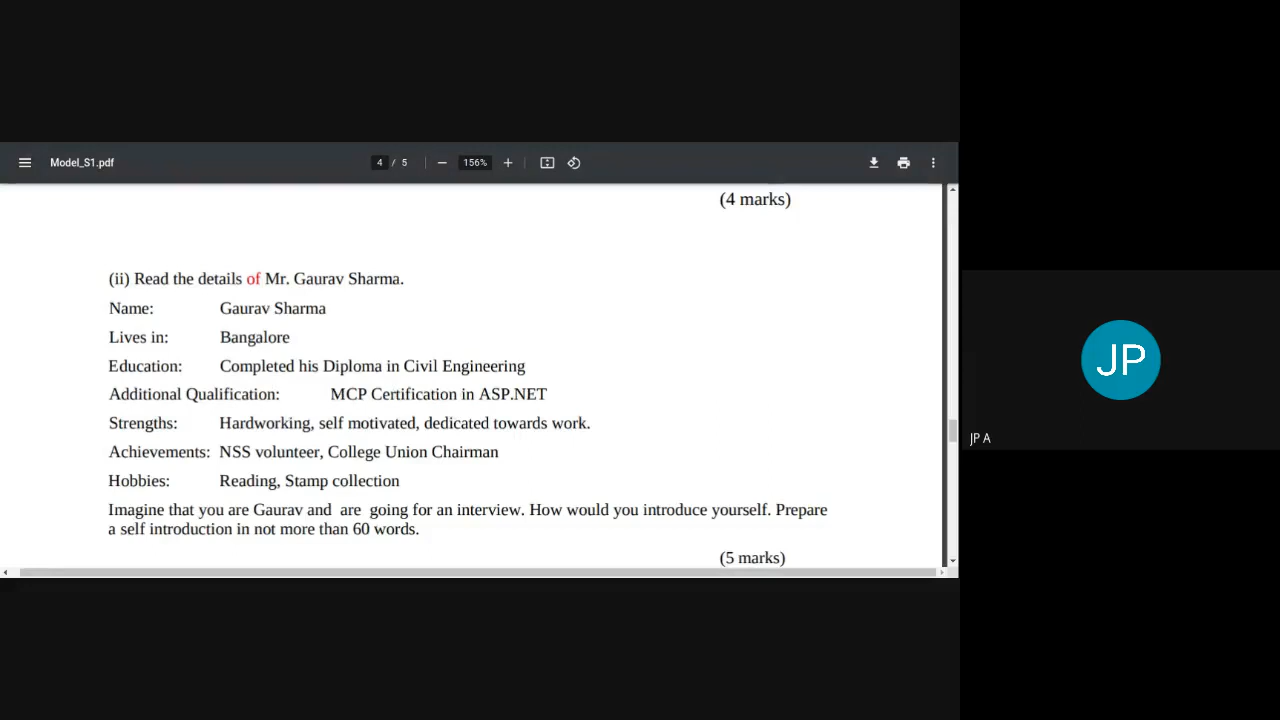 Model_S1.pdf
4 / 5
156%
(4 marks)
(ii) Read the details of Mr. Gaurav Sharma.
Name: Gaurav Sharma
Lives in: Bangalore
Education: Completed his Diploma in Civil Engineering
Additional Qualification: MCP Certification in ASP.NET
Strengths: Hardworking, self motivated, dedicated towards work.
Achievements: NSS volunteer, College Union Chairman
Hobbies: Reading, Stamp collection
Imagine that you are Gaurav and are going for an interview. How would you introduce yourself. Prepare
a self introduction in not more than 60 words.
(5 marks)
JP
JP A